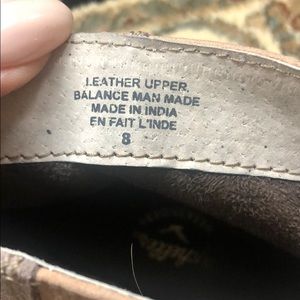 LEATHER UPPER
BALANCE MAN MADE
MADE IN INDIA
EN FAIT L'INDE
8